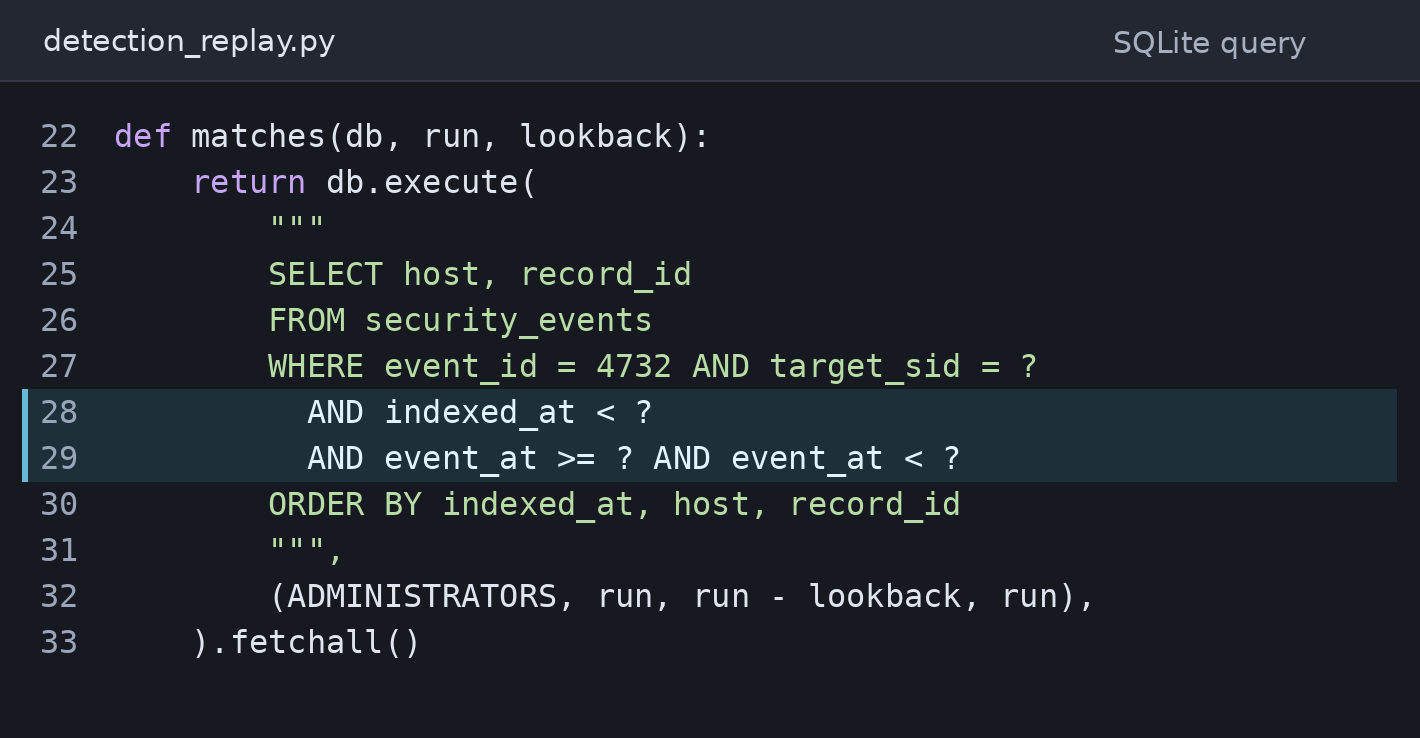 detection_replay.py
SQLite query
22 def matches(db, run, lookback):
23     return db.execute(
24         """
25         SELECT host, record_id
26         FROM security_events
27         WHERE event_id = 4732 AND target_sid = ?
28           AND indexed_at < ?
29           AND event_at >= ? AND event_at < ?
30         ORDER BY indexed_at, host, record_id
31         """,
32         (ADMINISTRATORS, run, run - lookback, run),
33     ).fetchall()